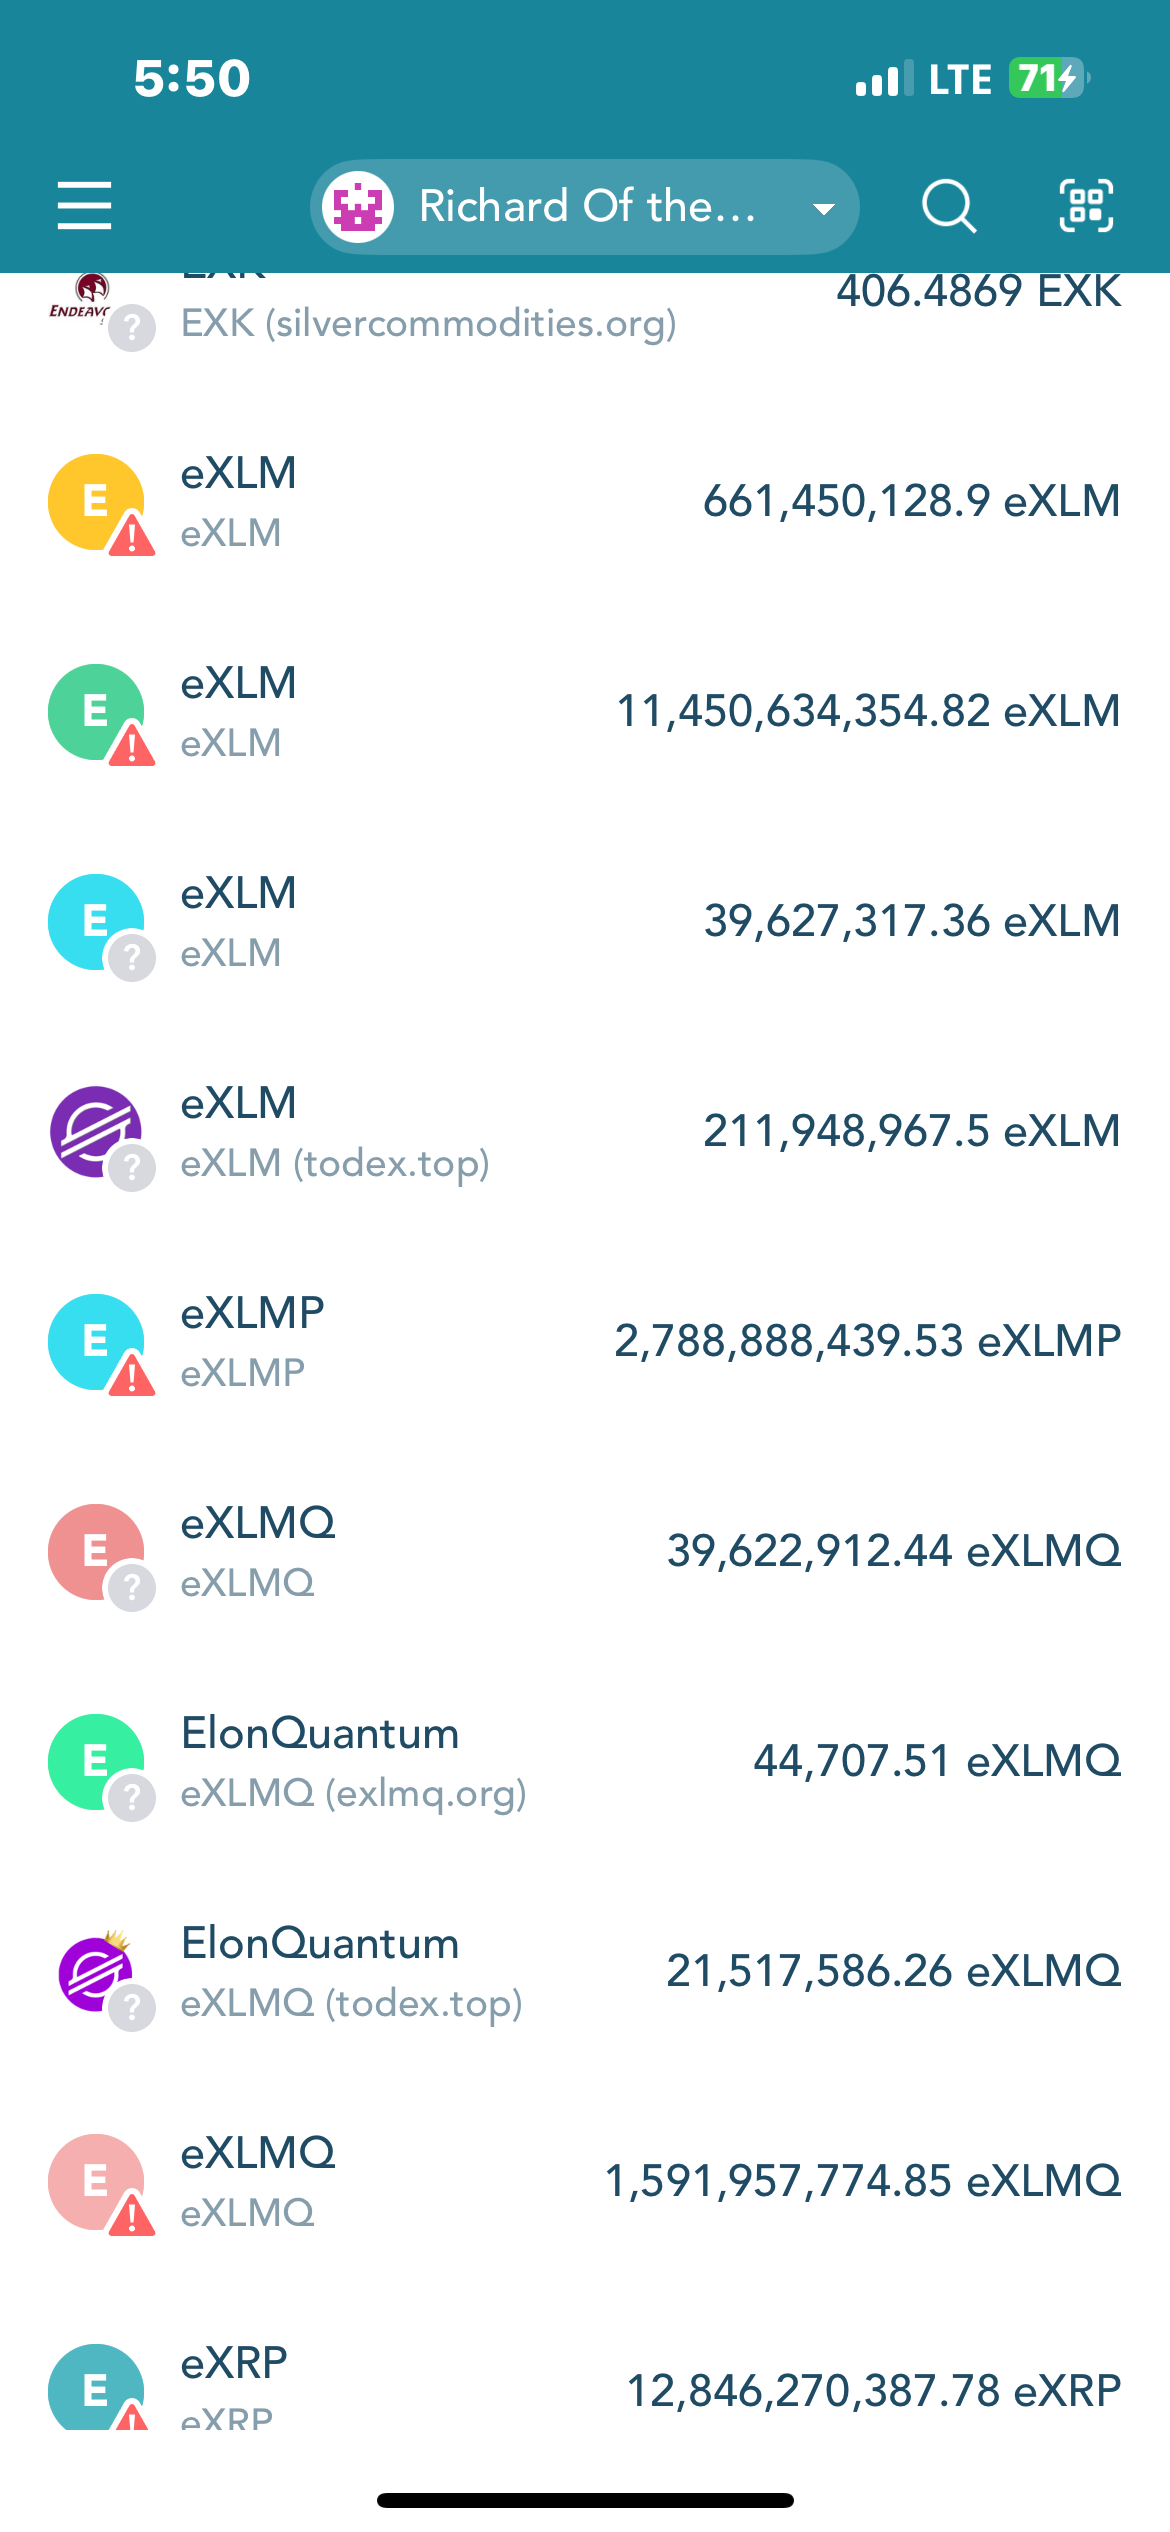 5:50 LTE 71
Richard Of the...
EXK
406.4869 EXK
ENDEAV
EXK (silvercommodities.org)
E
eXLM
eXLM
661,450,128.9 eXLM
E
eXLM
eXLM
11,450,634,354.82 eXLM
E
eXLM
eXLM
39,627,317.36 eXLM
eXLM
eXLM (todex.top)
211,948,967.5 eXLM
E
eXLMP
eXLMP
2,788,888,439.53 eXLMP
E
eXLMQ
eXLMQ
39,622,912.44 eXLMQ
E
ElonQuantum
eXLMQ (exlmq.org)
44,707.51 eXLMQ
ElonQuantum
eXLMQ (todex.top)
21,517,586.26 eXLMQ
E
eXLMQ
eXLMQ
1,591,957,774.85 eXLMQ
E
eXRP
eXRP
12,846,270,387.78 eXRP